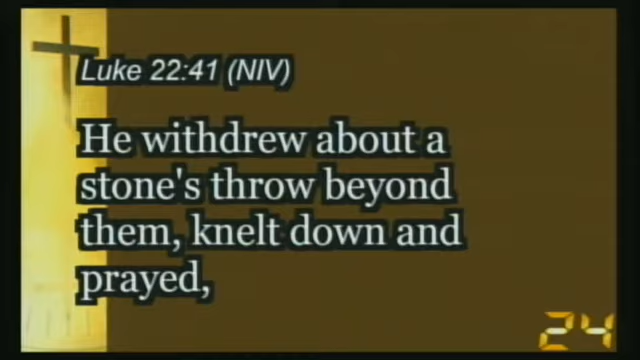 Luke 22:41 (NIV)
He withdrew about a
stone's throw beyond
them, knelt down and
prayed,
24